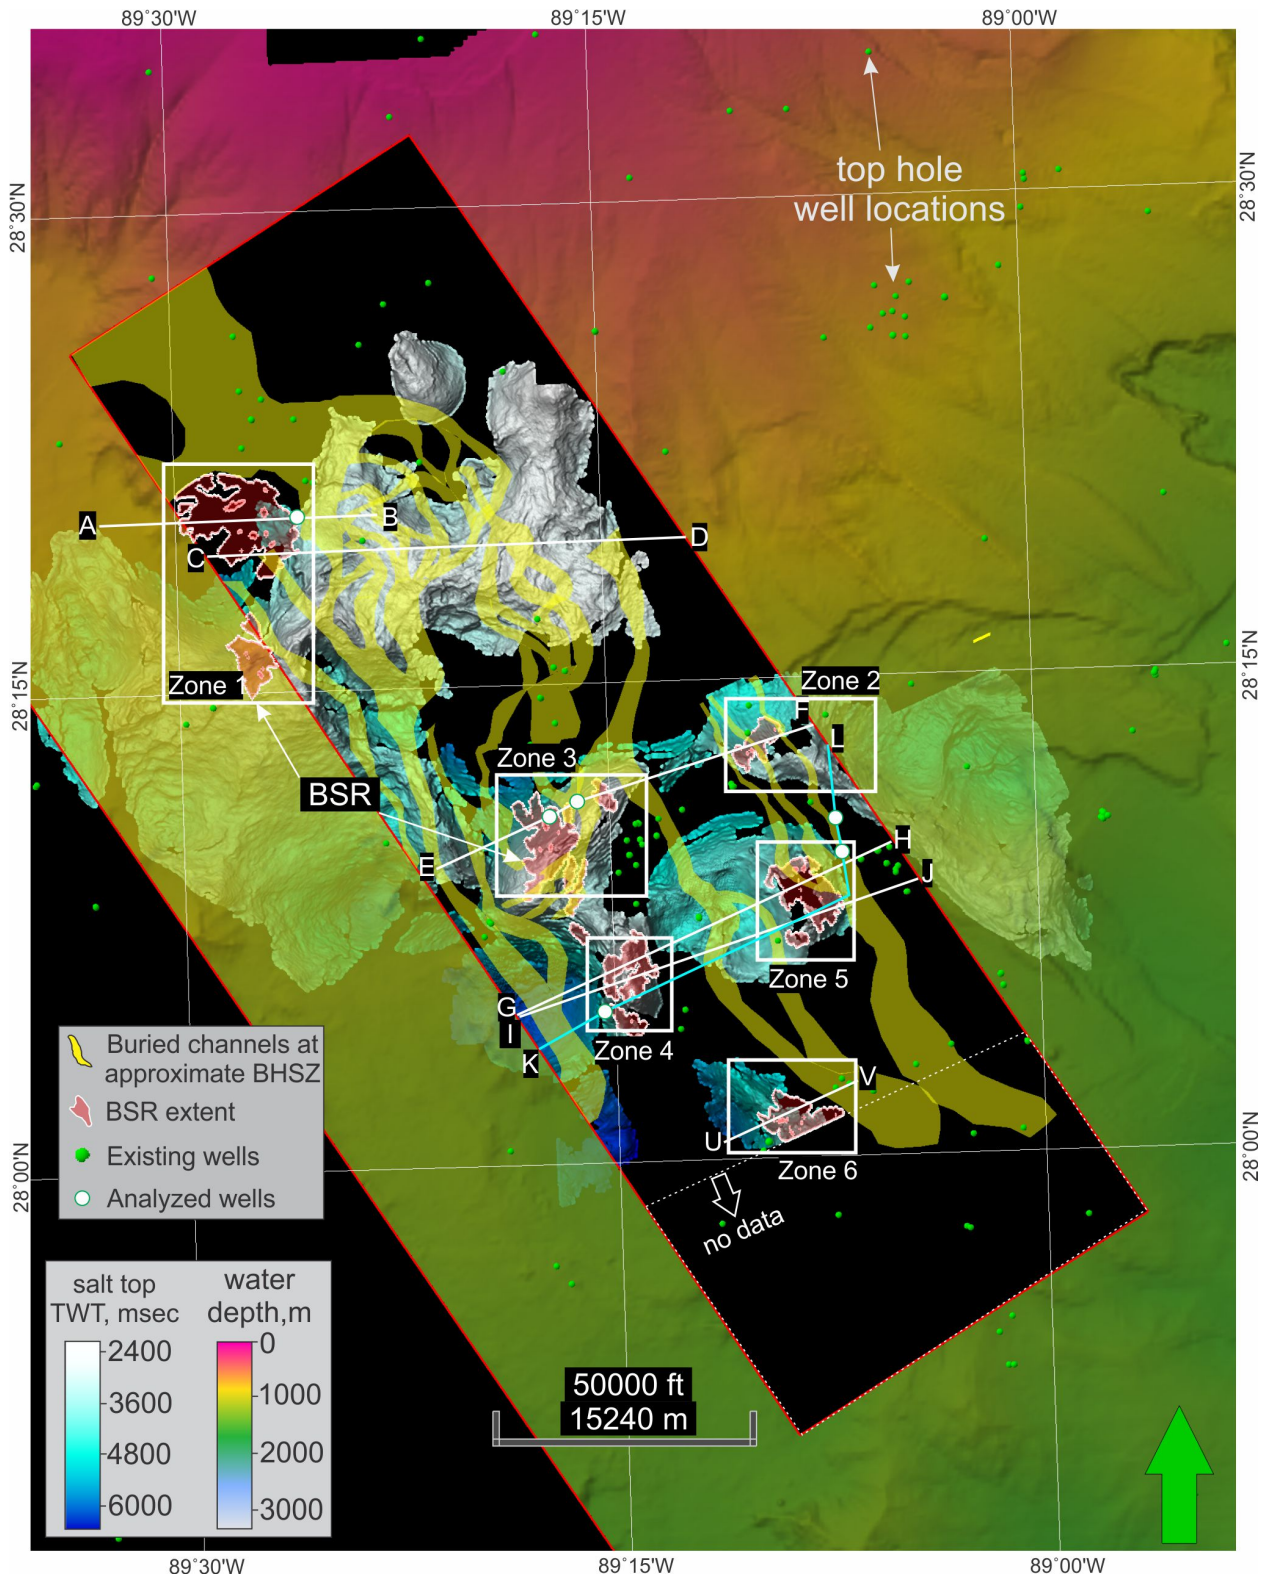 89°30'W 89°15'W 89°00'W
28°30'N
28°30'N
top hole
well locations
A
B
C
D
Zone 1
28°15'N
28°15'N
Zone 2
F
L
Zone 3
BSR
E
H
J
Zone 5
G
I
K
Zone 4
V
U
Zone 6
no data
28°00'N
28°00'N
Buried channels at
approximate BHSZ
BSR extent
Existing wells
Analyzed wells
salt top
TWT, msec
2400
3600
4800
6000
water
depth,m
0
1000
2000
3000
50000 ft
15240 m
89°30'W 89°15'W 89°00'W